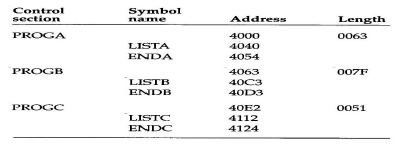 Control section Symbol name Address Length
PROGA 4000 0063
LISTA 4040
ENDA 4054
PROGB 4063 007F
LISTB 40C3
ENDB 40D3
PROGC 40E2 0051
LISTC 4112
ENDC 4124